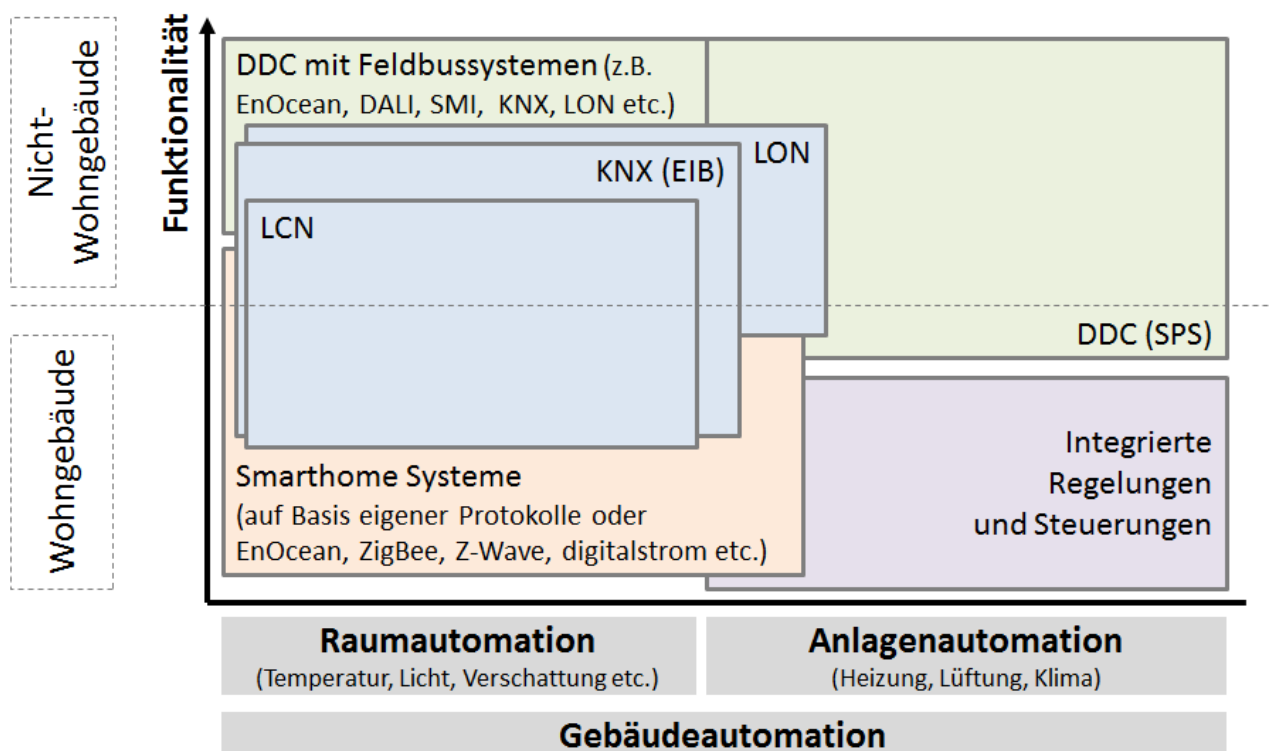 Nicht-
Wohngebäude
Wohngebäude
Funktionalität
DDC mit Feldbussystemen (z.B.
EnOcean, DALI, SMI, KNX, LON etc.)
LON
KNX (EIB)
LCN
DDC (SPS)
Smarthome Systeme
(auf Basis eigener Protokolle oder
EnOcean, ZigBee, Z-Wave, digitalstrom etc.)
Integrierte
Regelungen
und Steuerungen
Raumautomation
(Temperatur, Licht, Verschattung etc.)
Anlagenautomation
(Heizung, Lüftung, Klima)
Gebäudeautomation